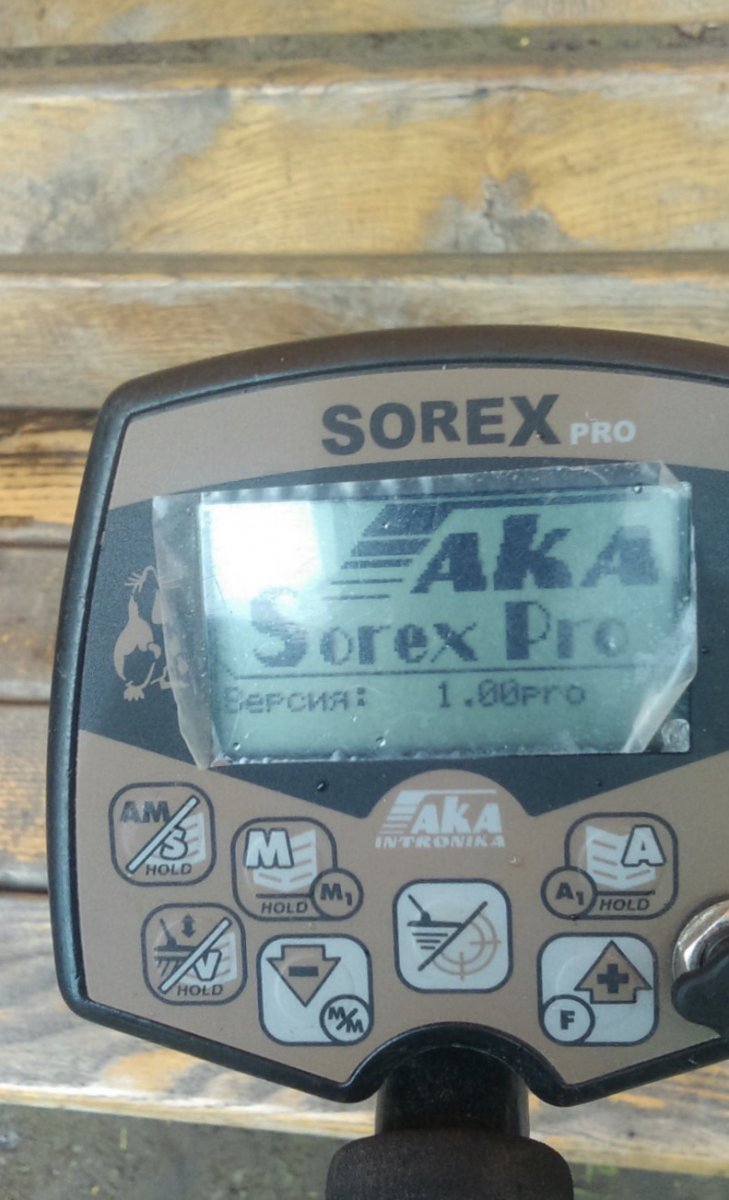 SOREX PRO
AKA
Sorex Pro
Версия: 1.00pro
AKA
INTRONIKA
AM S
HOLD
M
M1
HOLD
A
A1
HOLD
V
HOLD
-
M/M
+
F